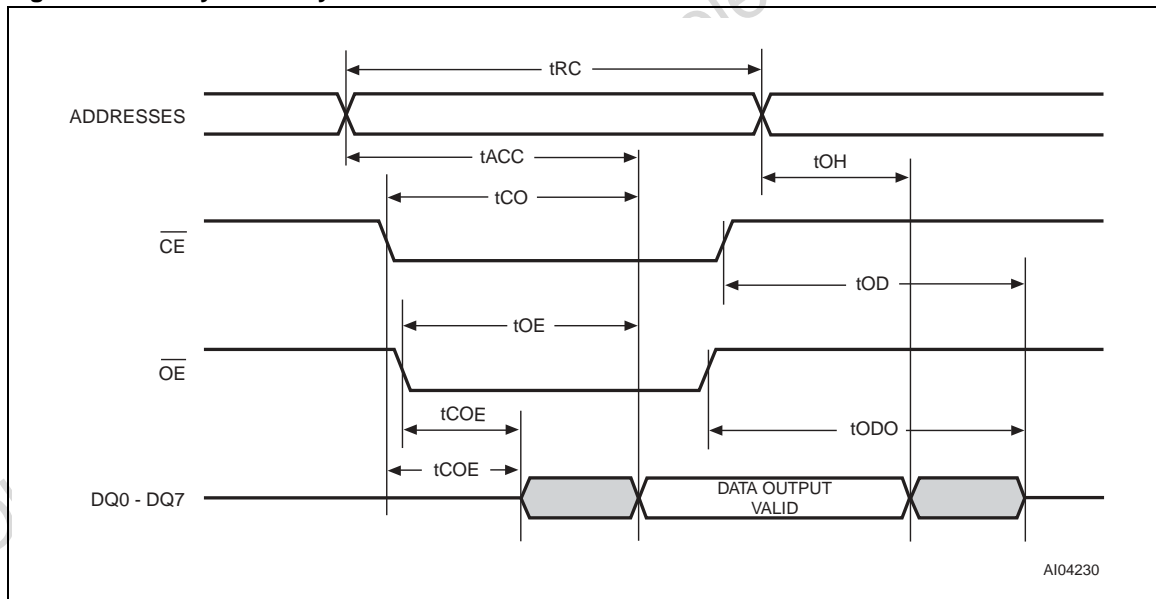 tRC
ADDRESSES
tACC
tOH
tCO
CE
tOD
tOE
OE
tCOE
tODO
tCOE
DQ0 - DQ7
DATA OUTPUT
VALID
AI04230